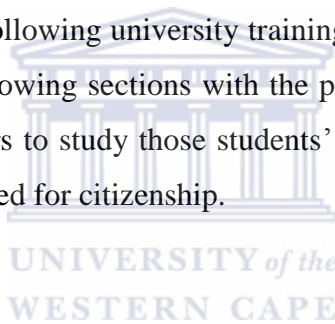 ollowing university training
owing sections with the p
rs to study those students'
ed for citizenship.
UNIVERSITY of the
WESTERN CAPE